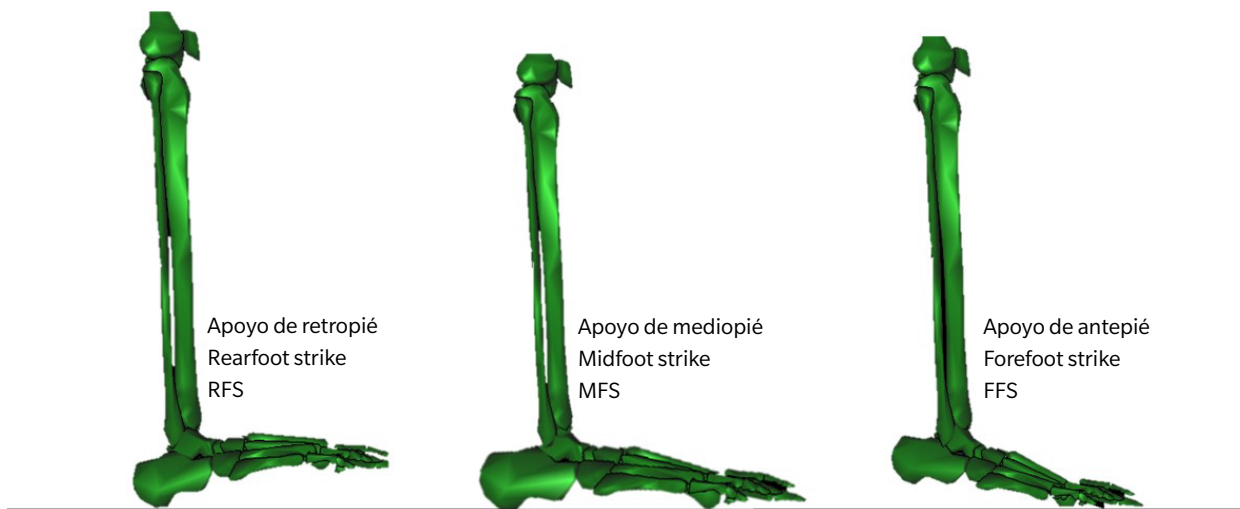 Apoyo de retropié
Rearfoot strike
RFS
Apoyo de mediopié
Midfoot strike
MFS
Apoyo de antepié
Forefoot strike
FFS